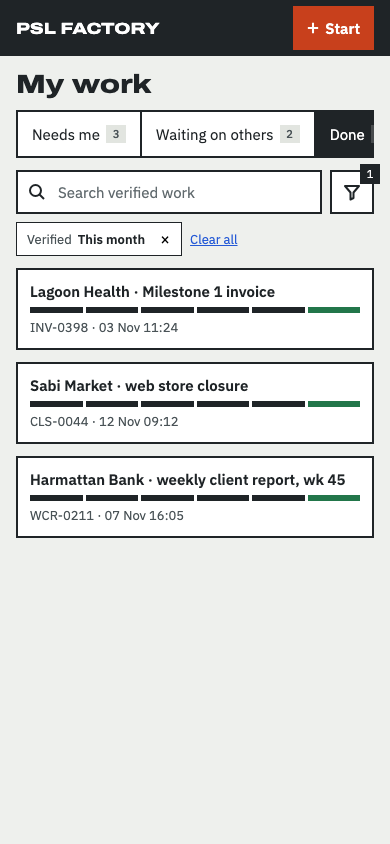 PSL FACTORY
+ Start
My work
Needs me 3 Waiting on others 2 Done
Search verified work
1
Verified This month ×
Clear all
Lagoon Health · Milestone 1 invoice
INV-0398 · 03 Nov 11:24
Sabi Market · web store closure
CLS-0044 · 12 Nov 09:12
Harmattan Bank · weekly client report, wk 45
WCR-0211 · 07 Nov 16:05